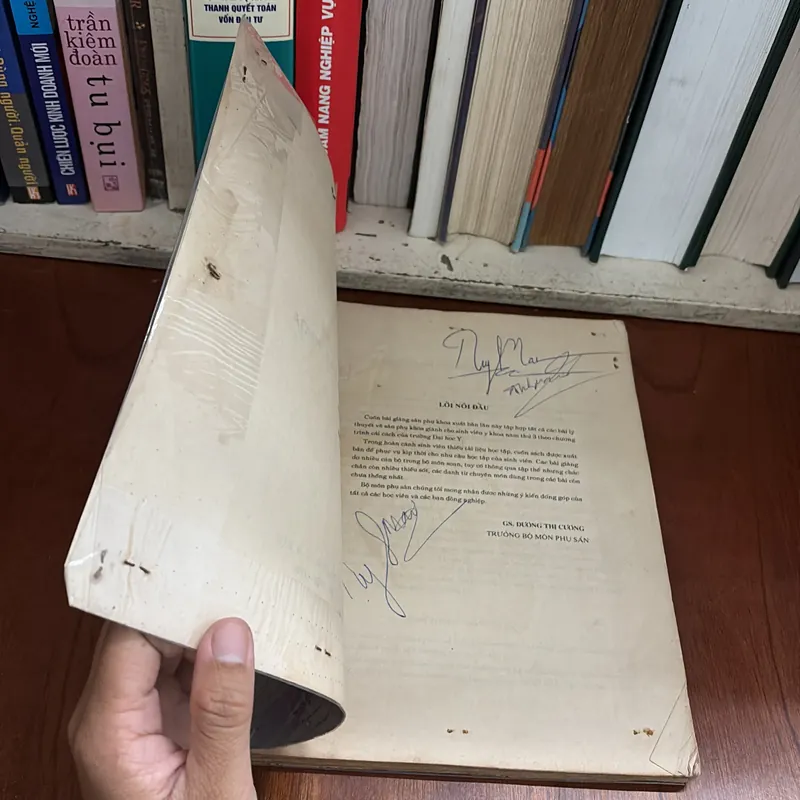 THANH QUYẾT TOÁN
VỐN ĐẦU TƯ
NGHỆ
CHIẾN LƯỢC KINH DOANH MỚI
trần
kiêm
đoàn
tu bụi
NANG NGHIỆP VỤ
LỜI NÓI ĐẦU
Cuốn bài giảng sản phụ khoa xuất bản lần này tập hợp tất cả các bài lý
thuyết về sản phụ khoa giành cho sinh viên y khoa năm thứ 3 theo chương
trình cải cách của trường Đại học Y.
Trong hoàn cảnh sinh viên thiếu tài liệu học tập, cuốn sách được xuất
bản để phục vụ kịp thời cho nhu cầu học tập của sinh viên. Các bài giảng
do nhiều cán bộ trong bộ môn soạn, tuy có thông qua tập thể nhưng chắc
chắn còn nhiều thiếu sót, các danh từ chuyên môn dùng trong các bài còn
chưa thống nhất.
Bộ môn phụ sản chúng tôi mong nhận được những ý kiến đóng góp của
tất cả các học viên và các bạn đồng nghiệp.
GS. DƯƠNG THỊ CƯƠNG
TRƯỞNG BỘ MÔN PHỤ SẢN